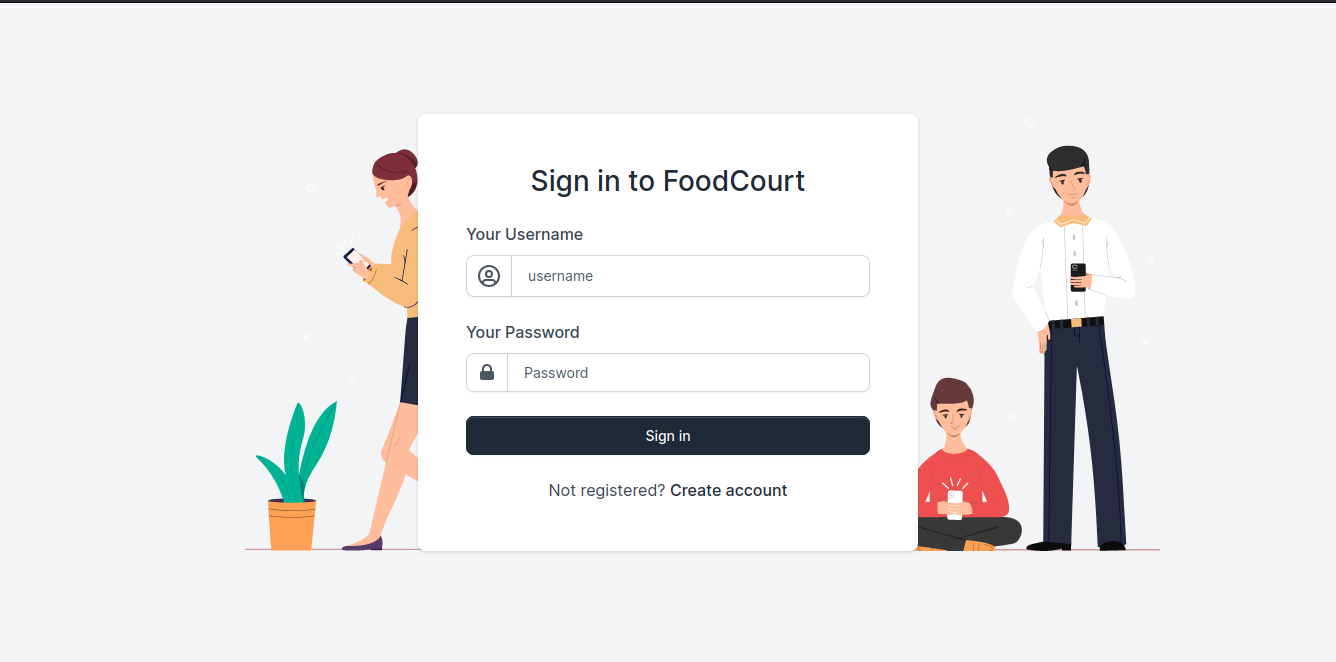 Sign in to FoodCourt
Your Username
username
Your Password
Password
Sign in
Not registered? Create account